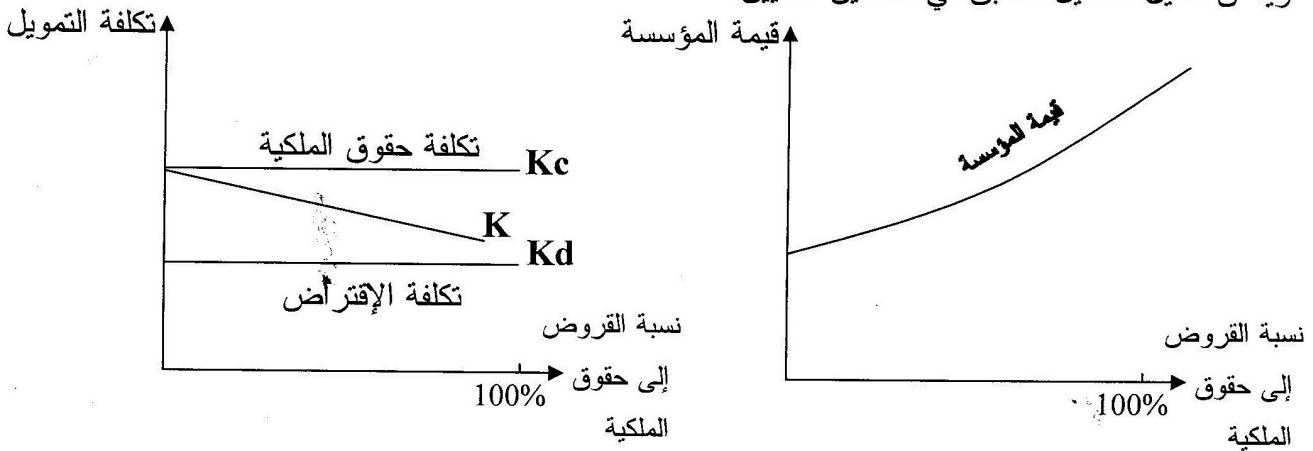 تكلفة التمويل
تكلفة حقوق الملكية
Kc
K
Kd
تكلفة الإقتراض
نسبة القروض
إلى حقوق
الملكية
100%
قيمة المؤسسة
قيمة المؤسسة
نسبة القروض
إلى حقوق
الملكية
100%